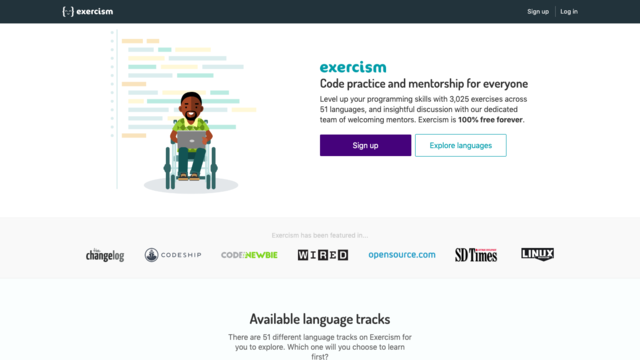 exercism
Sign up
Log in
exercism
Code practice and mentorship for everyone
Level up your programming skills with 3,025 exercises across
51 languages, and insightful discussion with our dedicated
team of welcoming mentors. Exercism is 100% free forever.
Sign up
Explore languages
Exercism has been featured in...
the changelog
CODESHIP
CODE NEWBIE
WIRED
opensource.com
SD Times
LINUX
Available language tracks
There are 51 different language tracks on Exercism for
you to explore. Which one will you choose to learn
first?